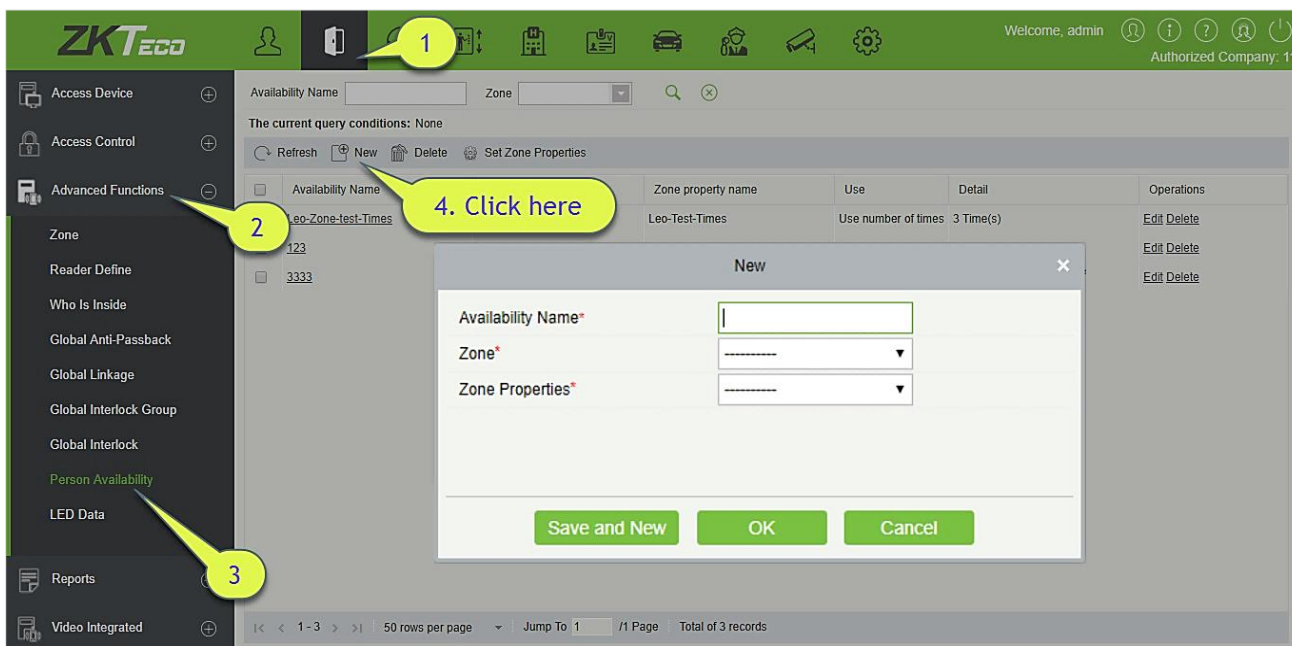 ZKTECO
1
Welcome, admin
Authorized Company: 1
Access Device
Access Control
Advanced Functions
2
Zone
Reader Define
Who Is Inside
Global Anti-Passback
Global Linkage
Global Interlock Group
Global Interlock
Person Availability
LED Data
3
Reports
Video Integrated
Availability Name Zone
The current query conditions: None
Refresh New Delete Set Zone Properties
4. Click here
Availability Name Zone property name Use Detail Operations
Leo-Zone-test-Times Leo-Test-Times Use number of times 3 Time(s) Edit Delete
123 Edit Delete
3333 Edit Delete
New
Availability Name*
Zone* ----------
Zone Properties* ----------
Save and New OK Cancel
1 - 3 50 rows per page Jump To 1 /1 Page Total of 3 records